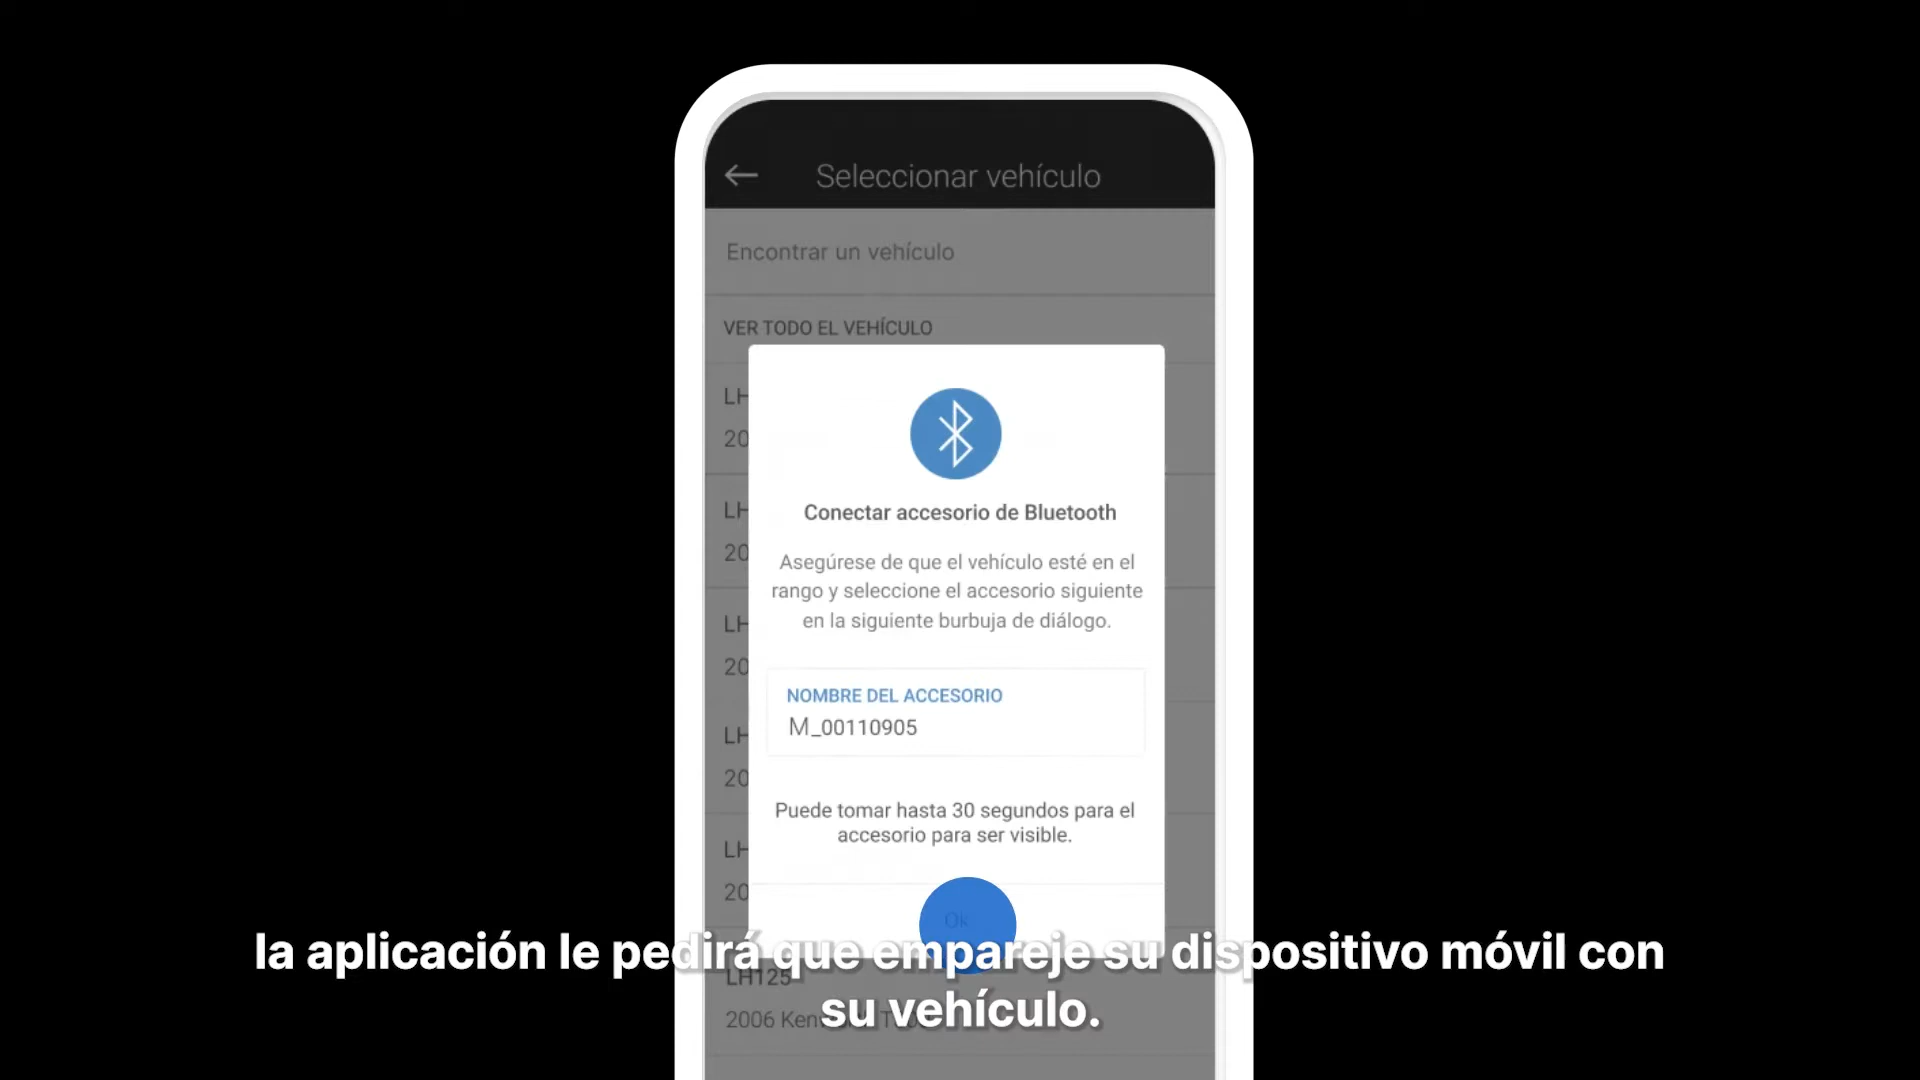 Seleccionar vehículo
Encontrar un vehículo
VER TODO EL VEHÍCULO
LH
20
LH
20
LH
20
LH
20
LH
20
Conectar accesorio de Bluetooth
Asegúrese de que el vehículo esté en el
rango y seleccione el accesorio siguiente
en la siguiente burbuja de diálogo.
NOMBRE DEL ACCESORIO
M_00110905
Puede tomar hasta 30 segundos para el
accesorio para ser visible.
Ok
la aplicación le pedirá que empareje su dispositivo móvil con
su vehículo.
LH125
2006